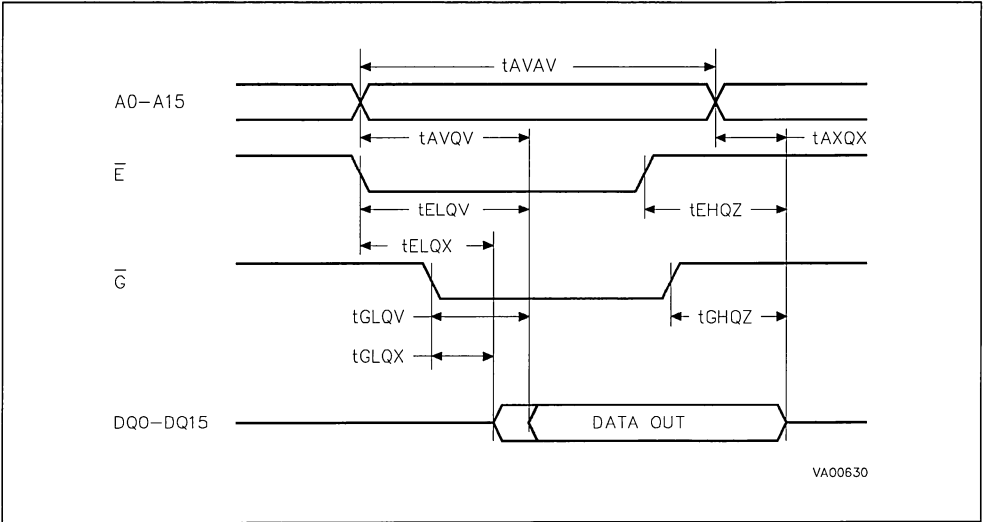 tAVAV
A0-A15
tAVQV
tAXQX
E
tELQV
tEHQZ
tELQX
G
tGLQV
tGHQZ
tGLQX
DQ0-DQ15
DATA OUT
VA00630